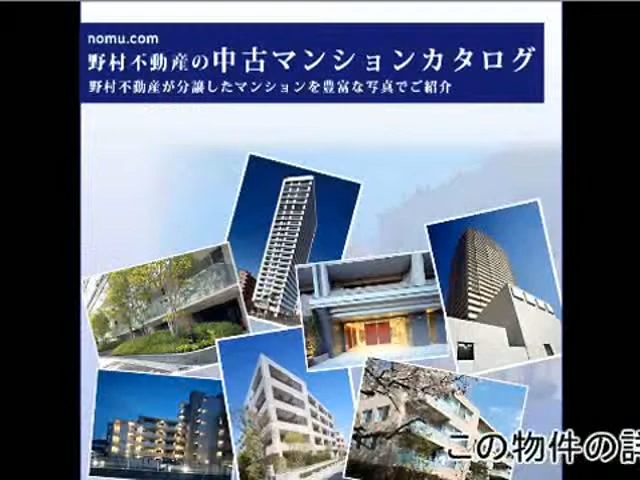 nomu.com
野村不動産の中古マンションカタログ
野村不動産が分譲したマンションを豊富な写真でご紹介
この物件の詳